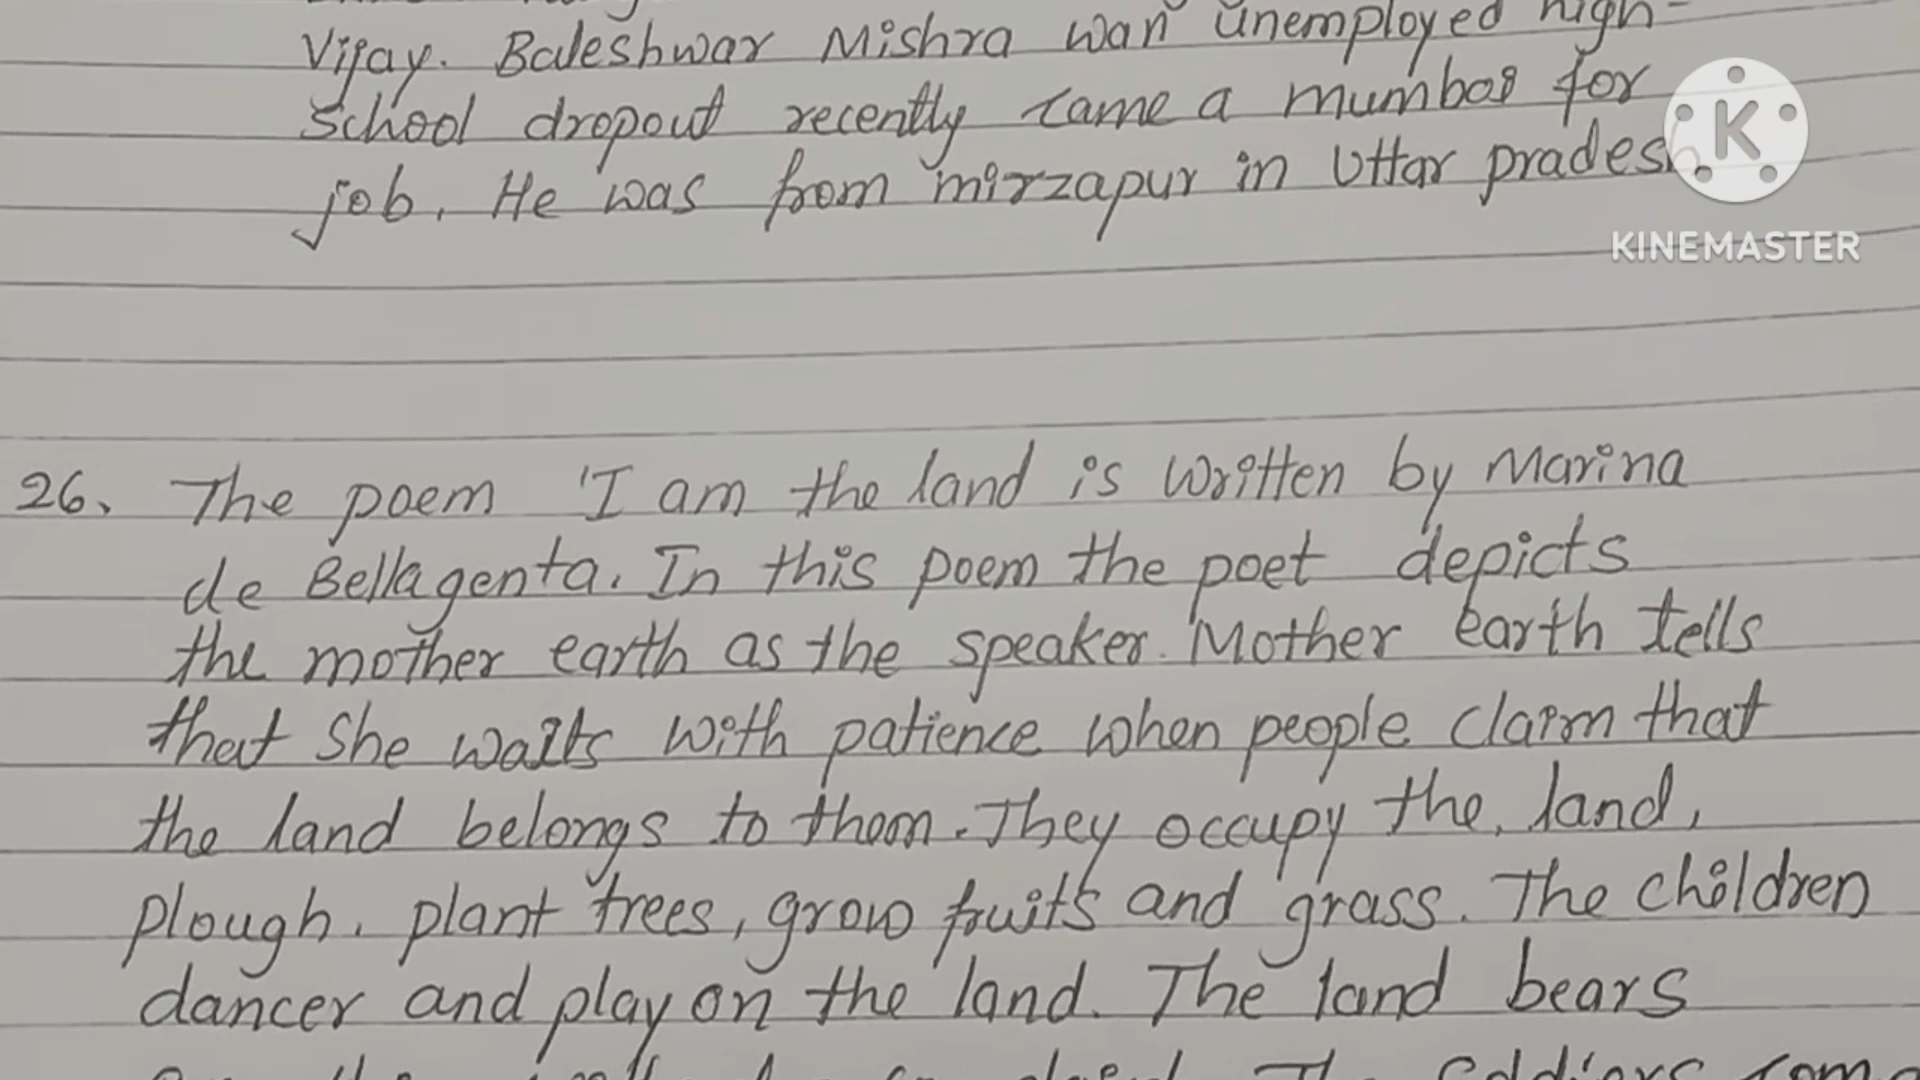 Vijay. Baleshwar Mishra wan unemployed high-
School dropout recently came a mumbai for
job. He was from mirzapur in Uttar pradesh.
K
KINEMASTER
26. The poem 'I am the land is written by Marina
de Bellagenta. In this poem the poet depicts
the mother earth as the speaker. Mother earth tells
that She waits with patience when people claim that
the land belongs to them. They occupy the, land,
plough. plant trees, grow fruits and grass. The children
dancer and play on the land. The land bears